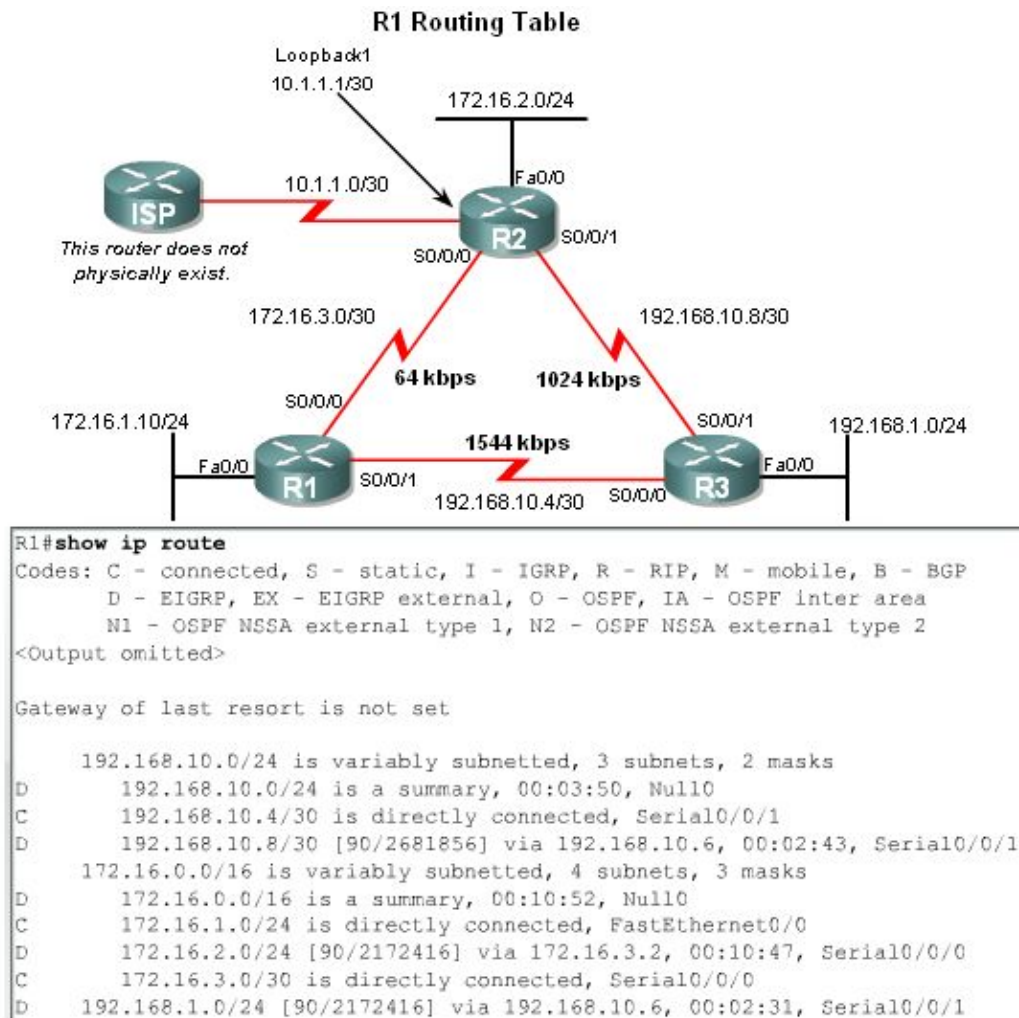 R1 Routing Table
Loopback1
10.1.1.1/30
172.16.2.0/24
Fa0/0
10.1.1.0/30
ISP
R2
S0/0/1
This router does not
physically exist.
S0/0/0
172.16.3.0/30
192.168.10.8/30
64 kbps
1024 kbps
S0/0/0
S0/0/1
172.16.1.10/24
192.168.1.0/24
1544 kbps
Fa0/0
R1
S0/0/1
192.168.10.4/30
S0/0/0
R3
Fa0/0
R1#show ip route
Codes: C - connected, S - static, I - IGRP, R - RIP, M - mobile, B - BGP
D - EIGRP, EX - EIGRP external, O - OSPF, IA - OSPF inter area
N1 - OSPF NSSA external type 1, N2 - OSPF NSSA external type 2
<Output omitted>
Gateway of last resort is not set
192.168.10.0/24 is variably subnetted, 3 subnets, 2 masks
D 192.168.10.0/24 is a summary, 00:03:50, Null0
C 192.168.10.4/30 is directly connected, Serial0/0/1
D 192.168.10.8/30 [90/2681856] via 192.168.10.6, 00:02:43, Serial0/0/1
172.16.0.0/16 is variably subnetted, 4 subnets, 3 masks
D 172.16.0.0/16 is a summary, 00:10:52, Null0
C 172.16.1.0/24 is directly connected, FastEthernet0/0
D 172.16.2.0/24 [90/2172416] via 172.16.3.2, 00:10:47, Serial0/0/0
C 172.16.3.0/30 is directly connected, Serial0/0/0
D 192.168.1.0/24 [90/2172416] via 192.168.10.6, 00:02:31, Serial0/0/1